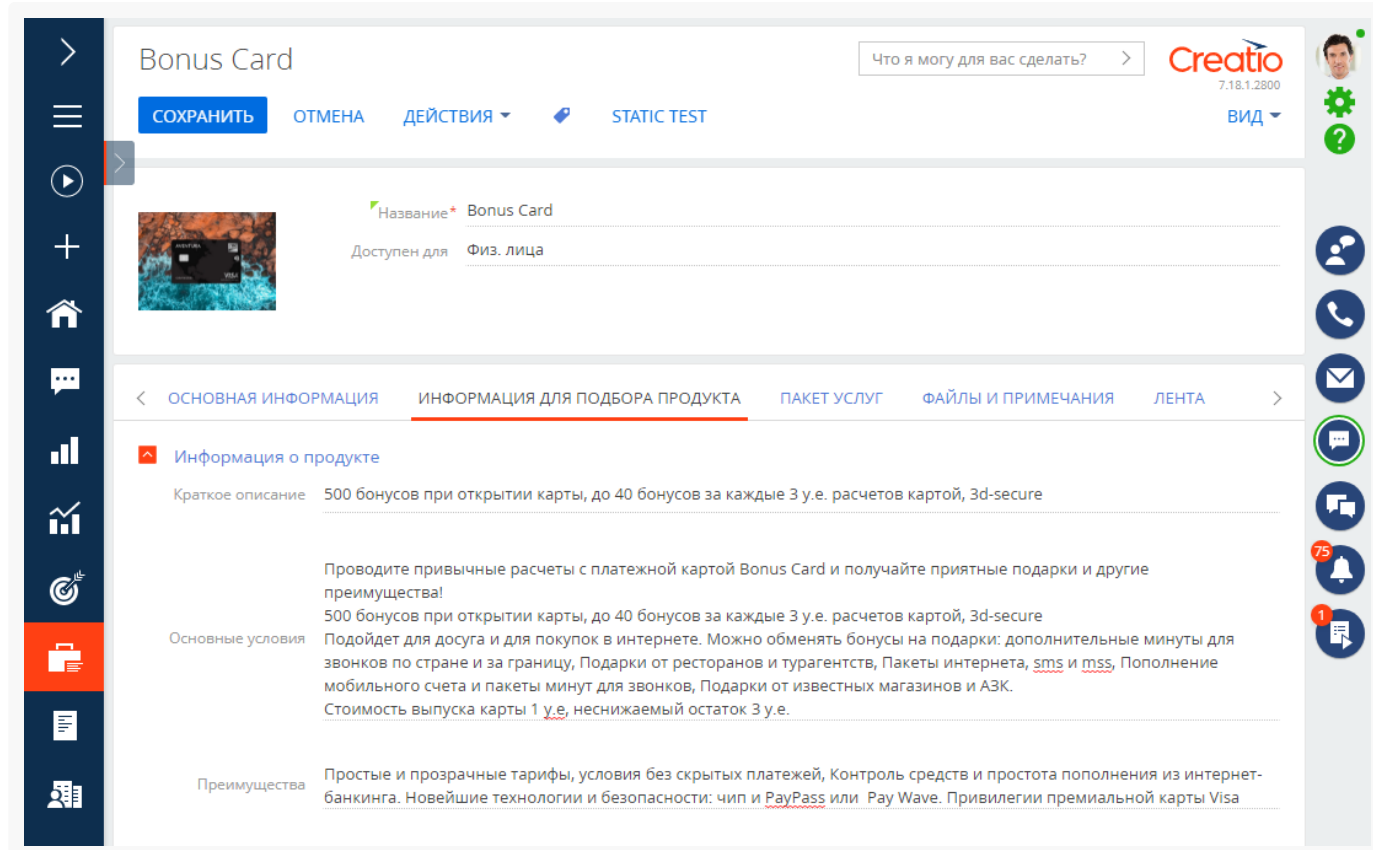 Bonus Card
Что я могу для вас сделать?
Creatio
7.18.1.2800
СОХРАНИТЬ ОТМЕНА ДЕЙСТВИЯ STATIC TEST ВИД
Название* Bonus Card
Доступен для Физ. лица
AVENTURA
VISA
ОСНОВНАЯ ИНФОРМАЦИЯ ИНФОРМАЦИЯ ДЛЯ ПОДБОРА ПРОДУКТА ПАКЕТ УСЛУГ ФАЙЛЫ И ПРИМЕЧАНИЯ ЛЕНТА
Информация о продукте
Краткое описание 500 бонусов при открытии карты, до 40 бонусов за каждые 3 у.е. расчетов картой, 3d-secure
Проводите привычные расчеты с платежной картой Bonus Card и получайте приятные подарки и другие
преимущества!
500 бонусов при открытии карты, до 40 бонусов за каждые 3 у.е. расчетов картой, 3d-secure
Основные условия Подойдет для досуга и для покупок в интернете. Можно обменять бонусы на подарки: дополнительные минуты для
звонков по стране и за границу, Подарки от ресторанов и турагентств, Пакеты интернета, sms и mss, Пополнение
мобильного счета и пакеты минут для звонков, Подарки от известных магазинов и АЗК.
Стоимость выпуска карты 1 у.е, неснижаемый остаток 3 у.е.
Преимущества Простые и прозрачные тарифы, условия без скрытых платежей, Контроль средств и простота пополнения из интернет-
банкинга. Новейшие технологии и безопасности: чип и PayPass или Pay Wave. Привилегии премиальной карты Visa
75
1